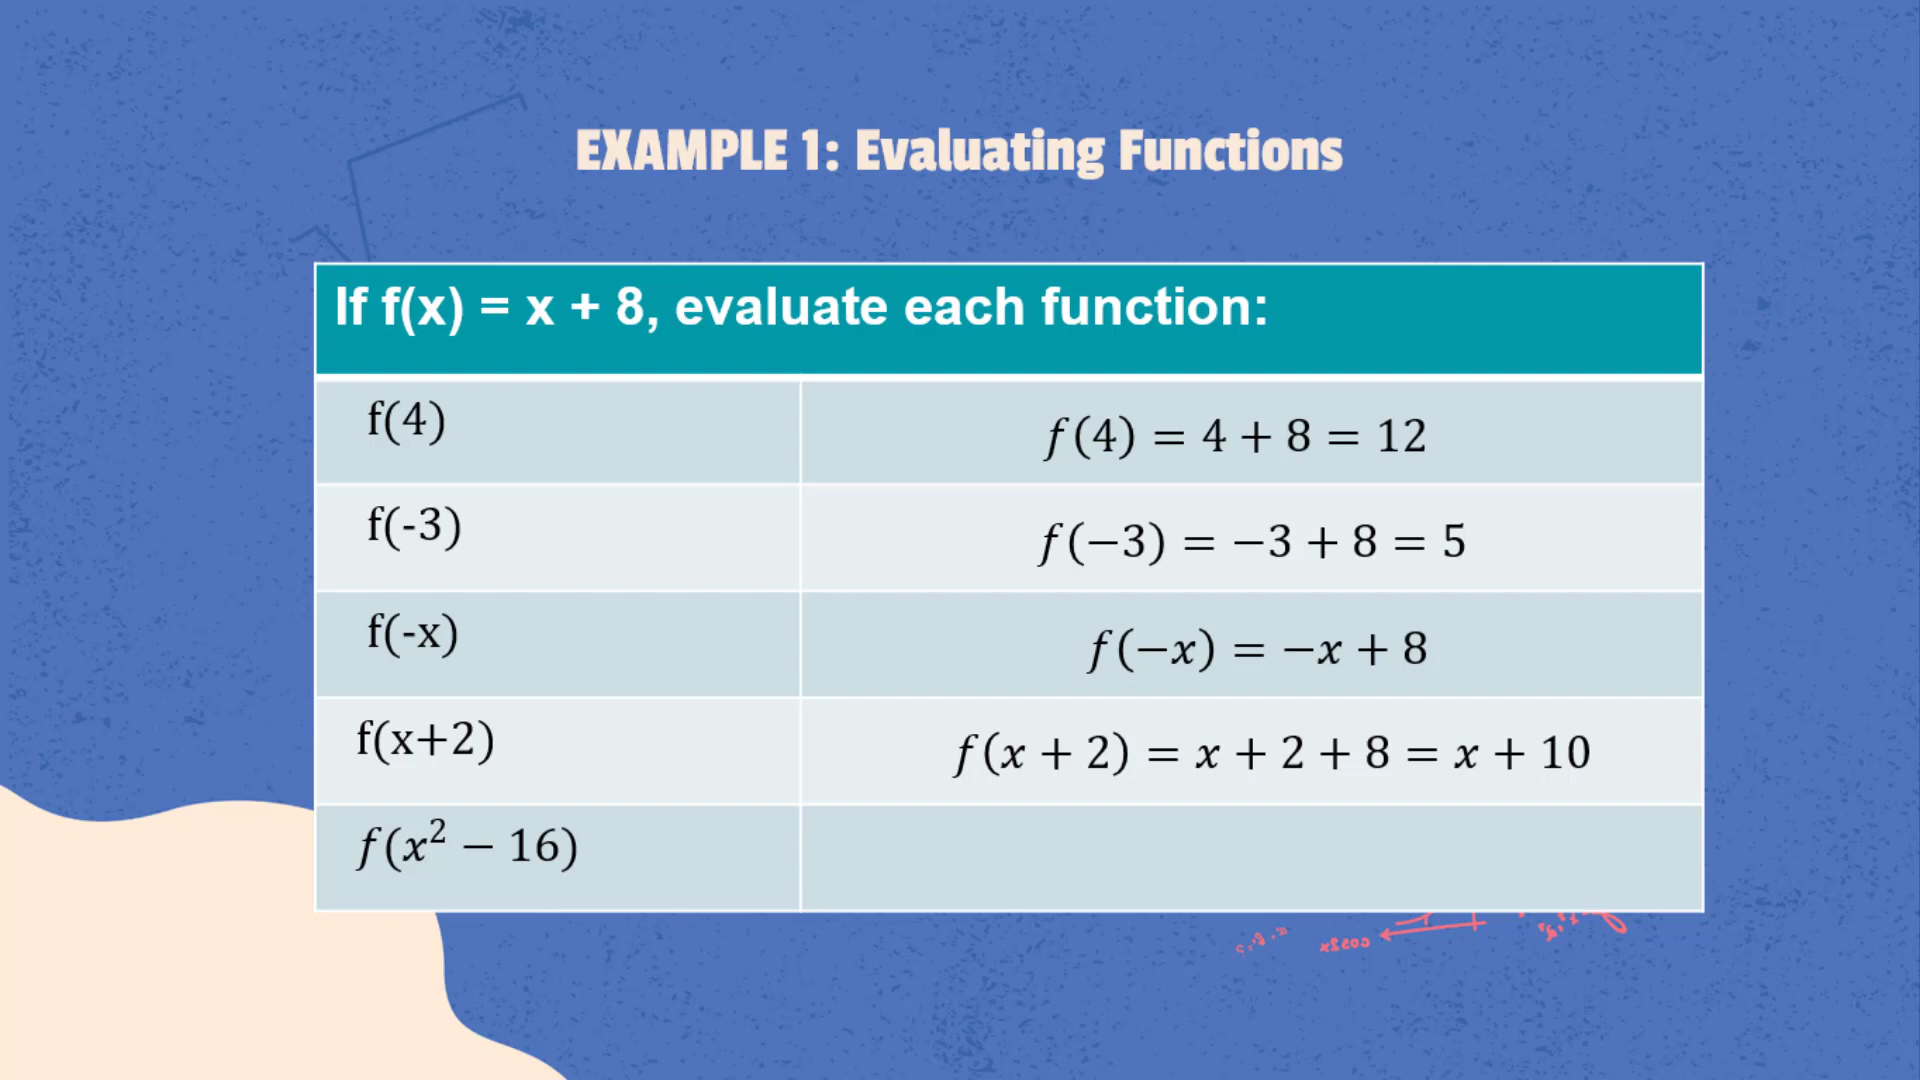 EXAMPLE 1: Evaluating Functions
If f(x) = x + 8, evaluate each function:
f(4)
f(4) = 4 + 8 = 12
f(-3)
f(−3) = −3 + 8 = 5
f(-x)
f(−x) = −x + 8
f(x+2)
f(x + 2) = x + 2 + 8 = x + 10
f(x² − 16)